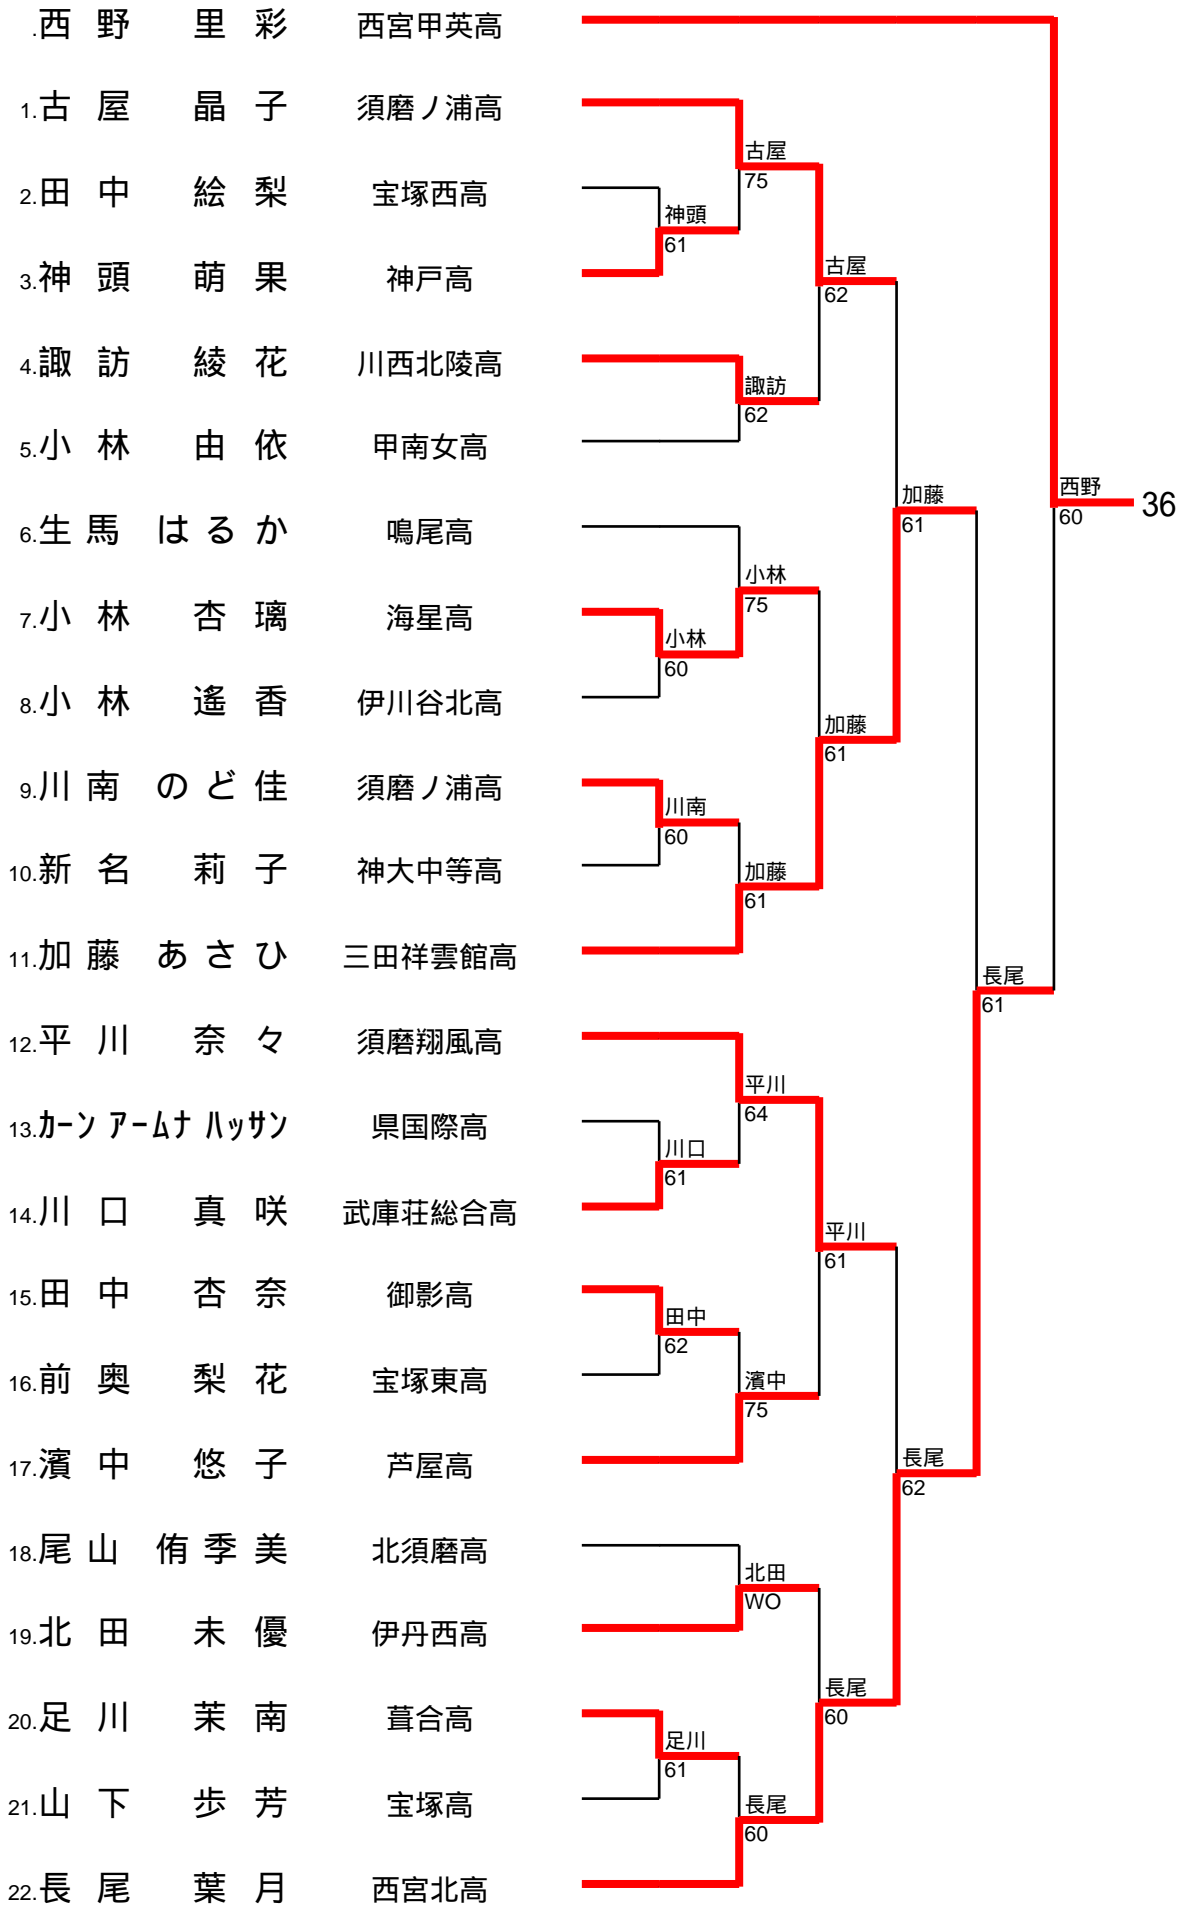 .西野 里彩 西宮甲英高
1.古屋 晶子 須磨ノ浦高
古屋
75
2.田中 絵梨 宝塚西高
神頭
61
3.神頭 萌果 神戸高
古屋
62
4.諏訪 綾花 川西北陵高
諏訪
62
5.小林 由依 甲南女高
西野
60
36
加藤
61
6.生馬 はるか 鳴尾高
小林
75
7.小林 杏璃 海星高
小林
60
8.小林 遙香 伊川谷北高
加藤
61
9.川南 のど佳 須磨ノ浦高
川南
60
10.新名 莉子 神大中等高
加藤
61
11.加藤 あさひ 三田祥雲館高
長尾
61
12.平川 奈々 須磨翔風高
平川
64
13.カーン アームナ ハッサン 県国際高
川口
61
14.川口 真咲 武庫荘総合高
平川
61
15.田中 杏奈 御影高
田中
62
16.前奥 梨花 宝塚東高
濱中
75
17.濱中 悠子 芦屋高
長尾
62
18.尾山 侑季美 北須磨高
北田
WO
19.北田 未優 伊丹西高
長尾
60
20.足川 茉南 葺合高
足川
61
21.山下 歩芳 宝塚高
長尾
60
22.長尾 葉月 西宮北高